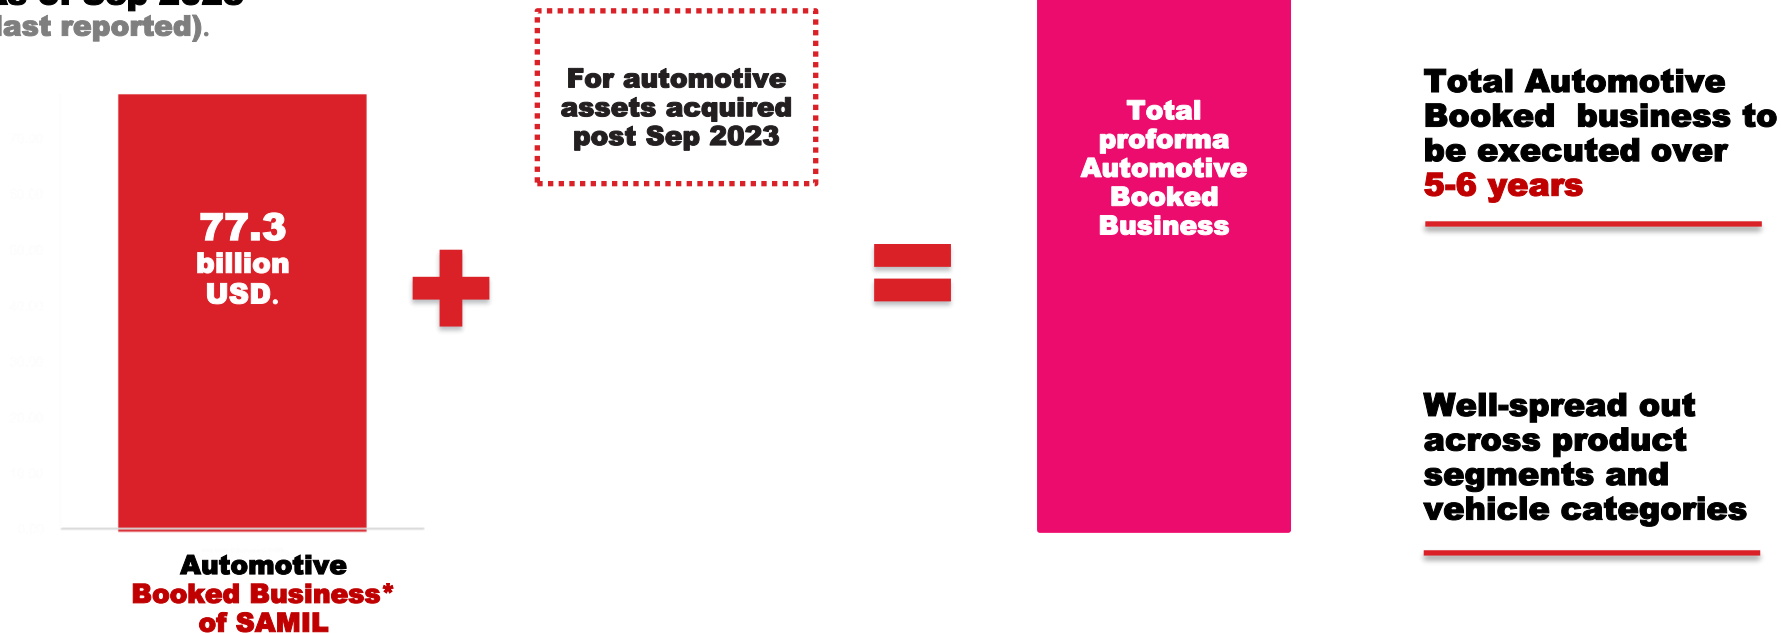 (last reported).
77.3
billion
USD.
Automotive
Booked Business*
of SAMIL
For automotive
assets acquired
post Sep 2023
Total
proforma
Automotive
Booked
Business
Total Automotive
Booked  business to
be executed over
5-6 years
Well-spread out
across product
segments and
vehicle categories